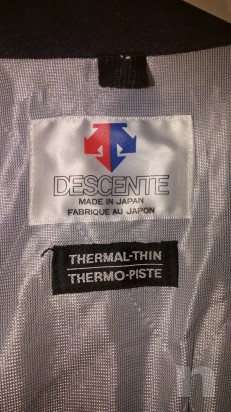 DESCENTE
MADE IN JAPAN
FABRIQUE AU JAPON
THERMAL-THIN
THERMO-PISTE
n